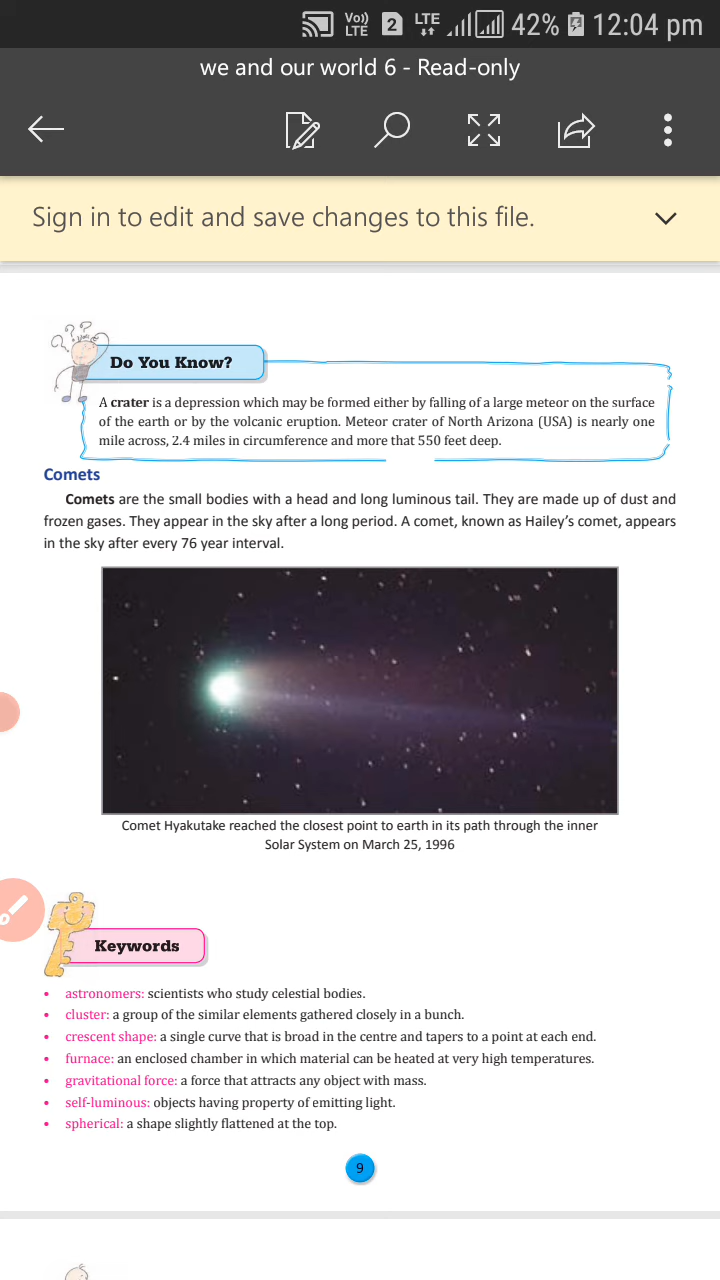 Vo)) LTE 2 LTE 42% 12:04 pm
we and our world 6 - Read-only
Sign in to edit and save changes to this file.
? ? ?
Do You Know?
A crater is a depression which may be formed either by falling of a large meteor on the surface
of the earth or by the volcanic eruption. Meteor crater of North Arizona (USA) is nearly one
mile across, 2.4 miles in circumference and more that 550 feet deep.
Comets
Comets are the small bodies with a head and long luminous tail. They are made up of dust and
frozen gases. They appear in the sky after a long period. A comet, known as Hailey's comet, appears
in the sky after every 76 year interval.
Comet Hyakutake reached the closest point to earth in its path through the inner
Solar System on March 25, 1996
Keywords
• astronomers: scientists who study celestial bodies.
• cluster: a group of the similar elements gathered closely in a bunch.
• crescent shape: a single curve that is broad in the centre and tapers to a point at each end.
• furnace: an enclosed chamber in which material can be heated at very high temperatures.
• gravitational force: a force that attracts any object with mass.
• self-luminous: objects having property of emitting light.
• spherical: a shape slightly flattened at the top.
9